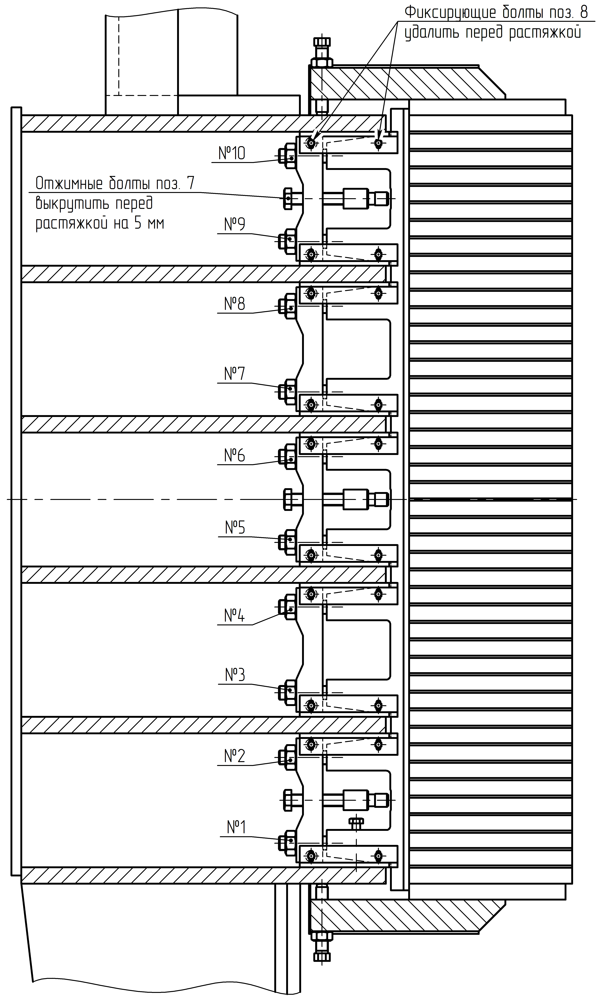 Фиксирующие болты поз. 8
удалить перед растяжкой
№10
Отжимные болты поз. 7
выкрутить перед
растяжкой на 5 мм
№9
№8
№7
№6
№5
№4
№3
№2
№1